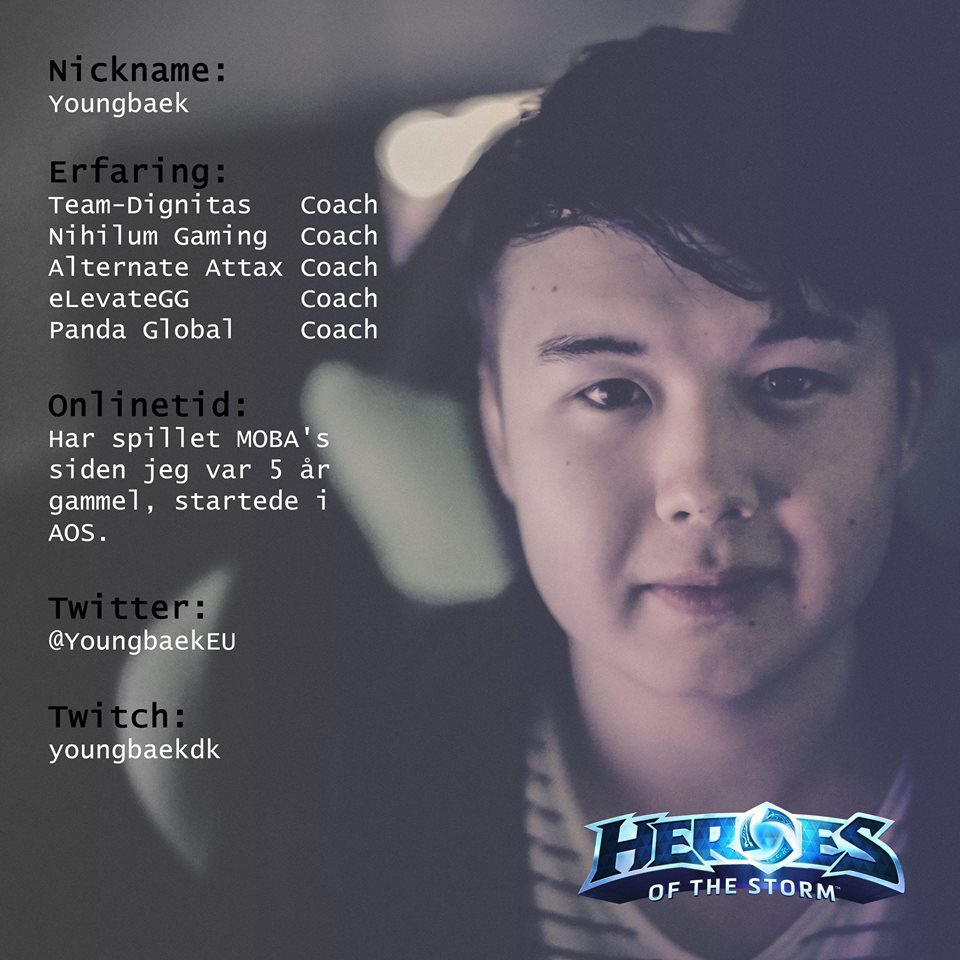 Nickname:
Youngbaek
Erfaring:
Team-Dignitas Coach
Nihilum Gaming Coach
Alternate Attax Coach
eLevateGG Coach
Panda Global Coach
Onlinetid:
Har spillet MOBA's
siden jeg var 5 år
gammel, startede i
AOS.
Twitter:
@YoungbaekEU
Twitch:
youngbaekdk
HEROES
OF THE STORM™